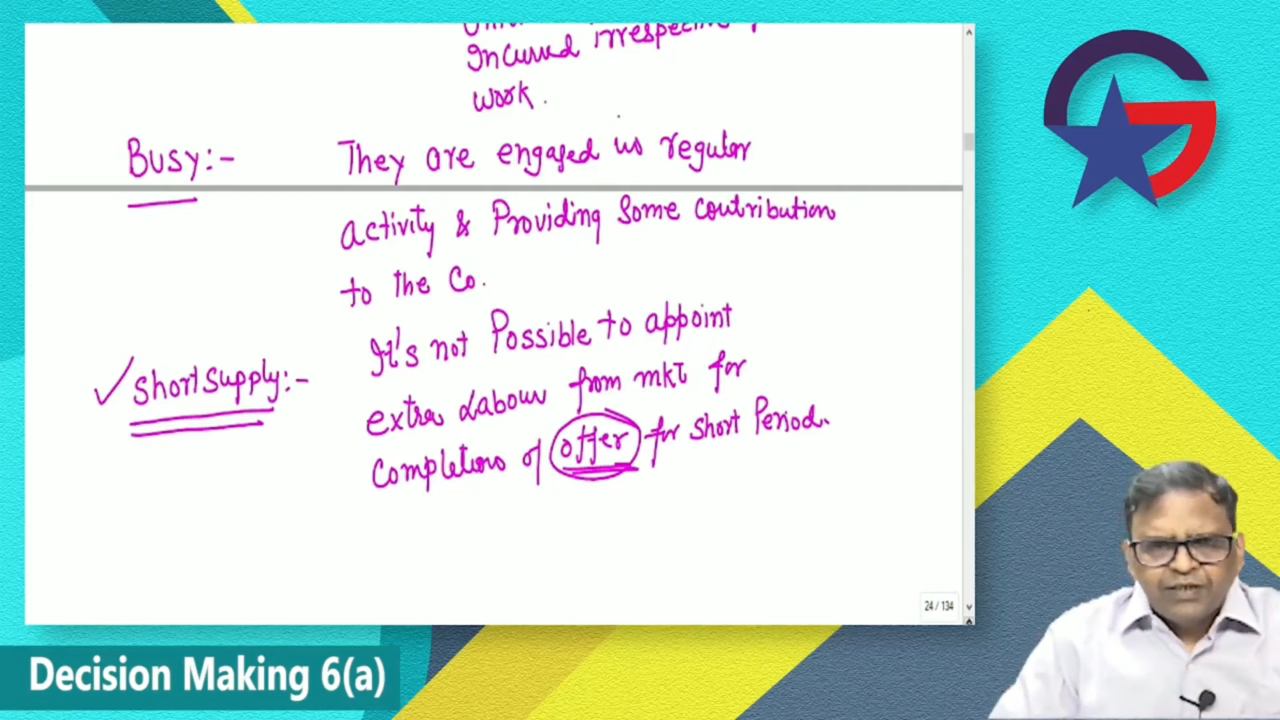 Incurred irrespective
work.
Busy:- They are engaged in regular
activity & Providing Some contribution
to the Co.
It's not Possible to appoint
✓ Short Supply:-
extra Labour from mkt for
Completion of offer for Short Period.
24 / 134
Decision Making 6(a)